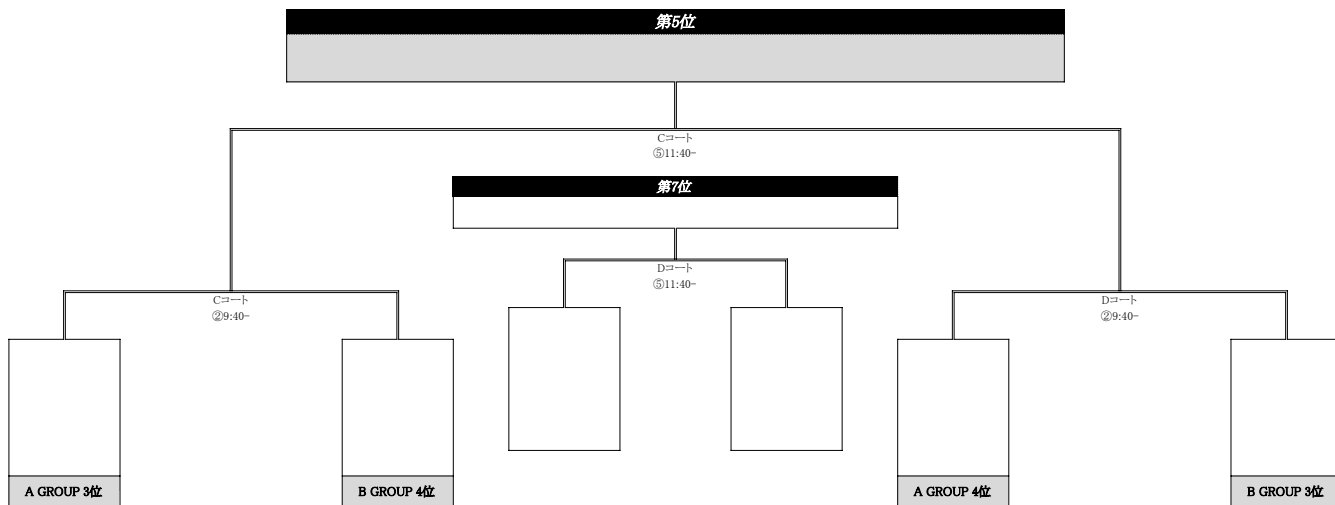 第5位
Cコート
⑤11:40-
第7位
Dコート
⑤11:40-
Cコート
②9:40-
Dコート
②9:40-
A GROUP 3位
B GROUP 4位
A GROUP 4位
B GROUP 3位